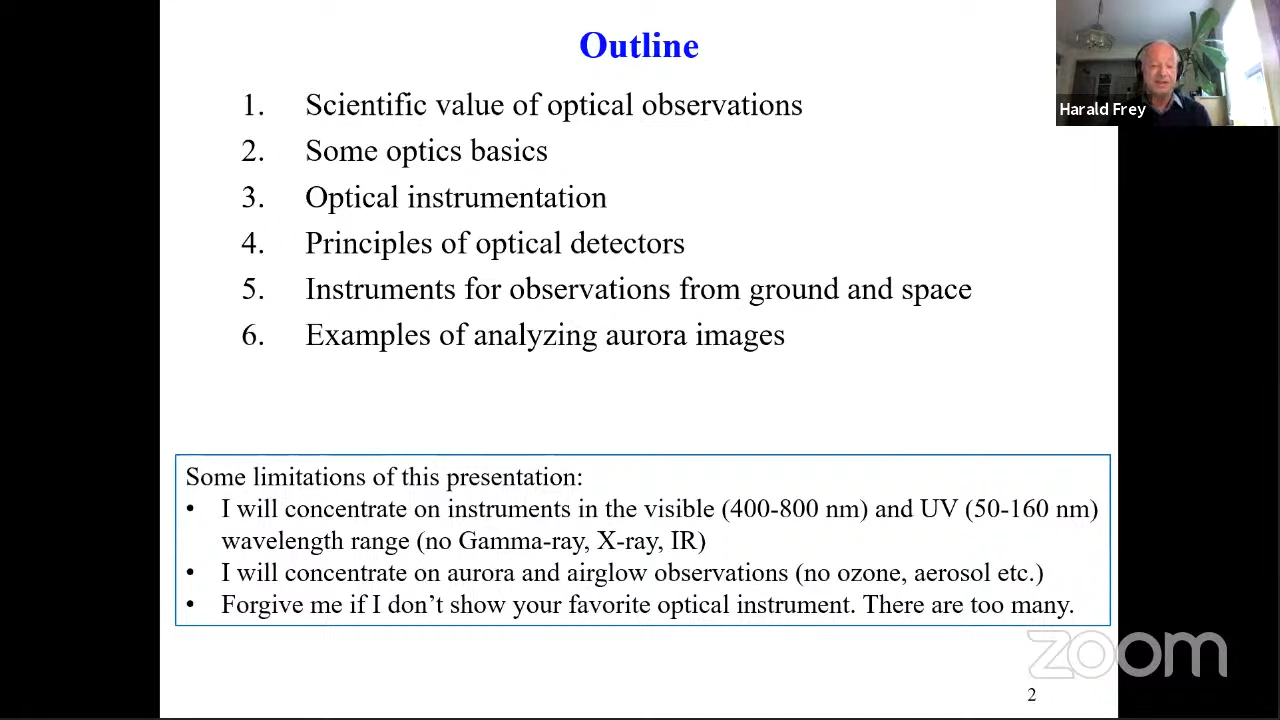 Outline
Harald Frey
1. Scientific value of optical observations
2. Some optics basics
3. Optical instrumentation
4. Principles of optical detectors
5. Instruments for observations from ground and space
6. Examples of analyzing aurora images
Some limitations of this presentation:
• I will concentrate on instruments in the visible (400-800 nm) and UV (50-160 nm)
wavelength range (no Gamma-ray, X-ray, IR)
• I will concentrate on aurora and airglow observations (no ozone, aerosol etc.)
• Forgive me if I don’t show your favorite optical instrument. There are too many.
zoom
2